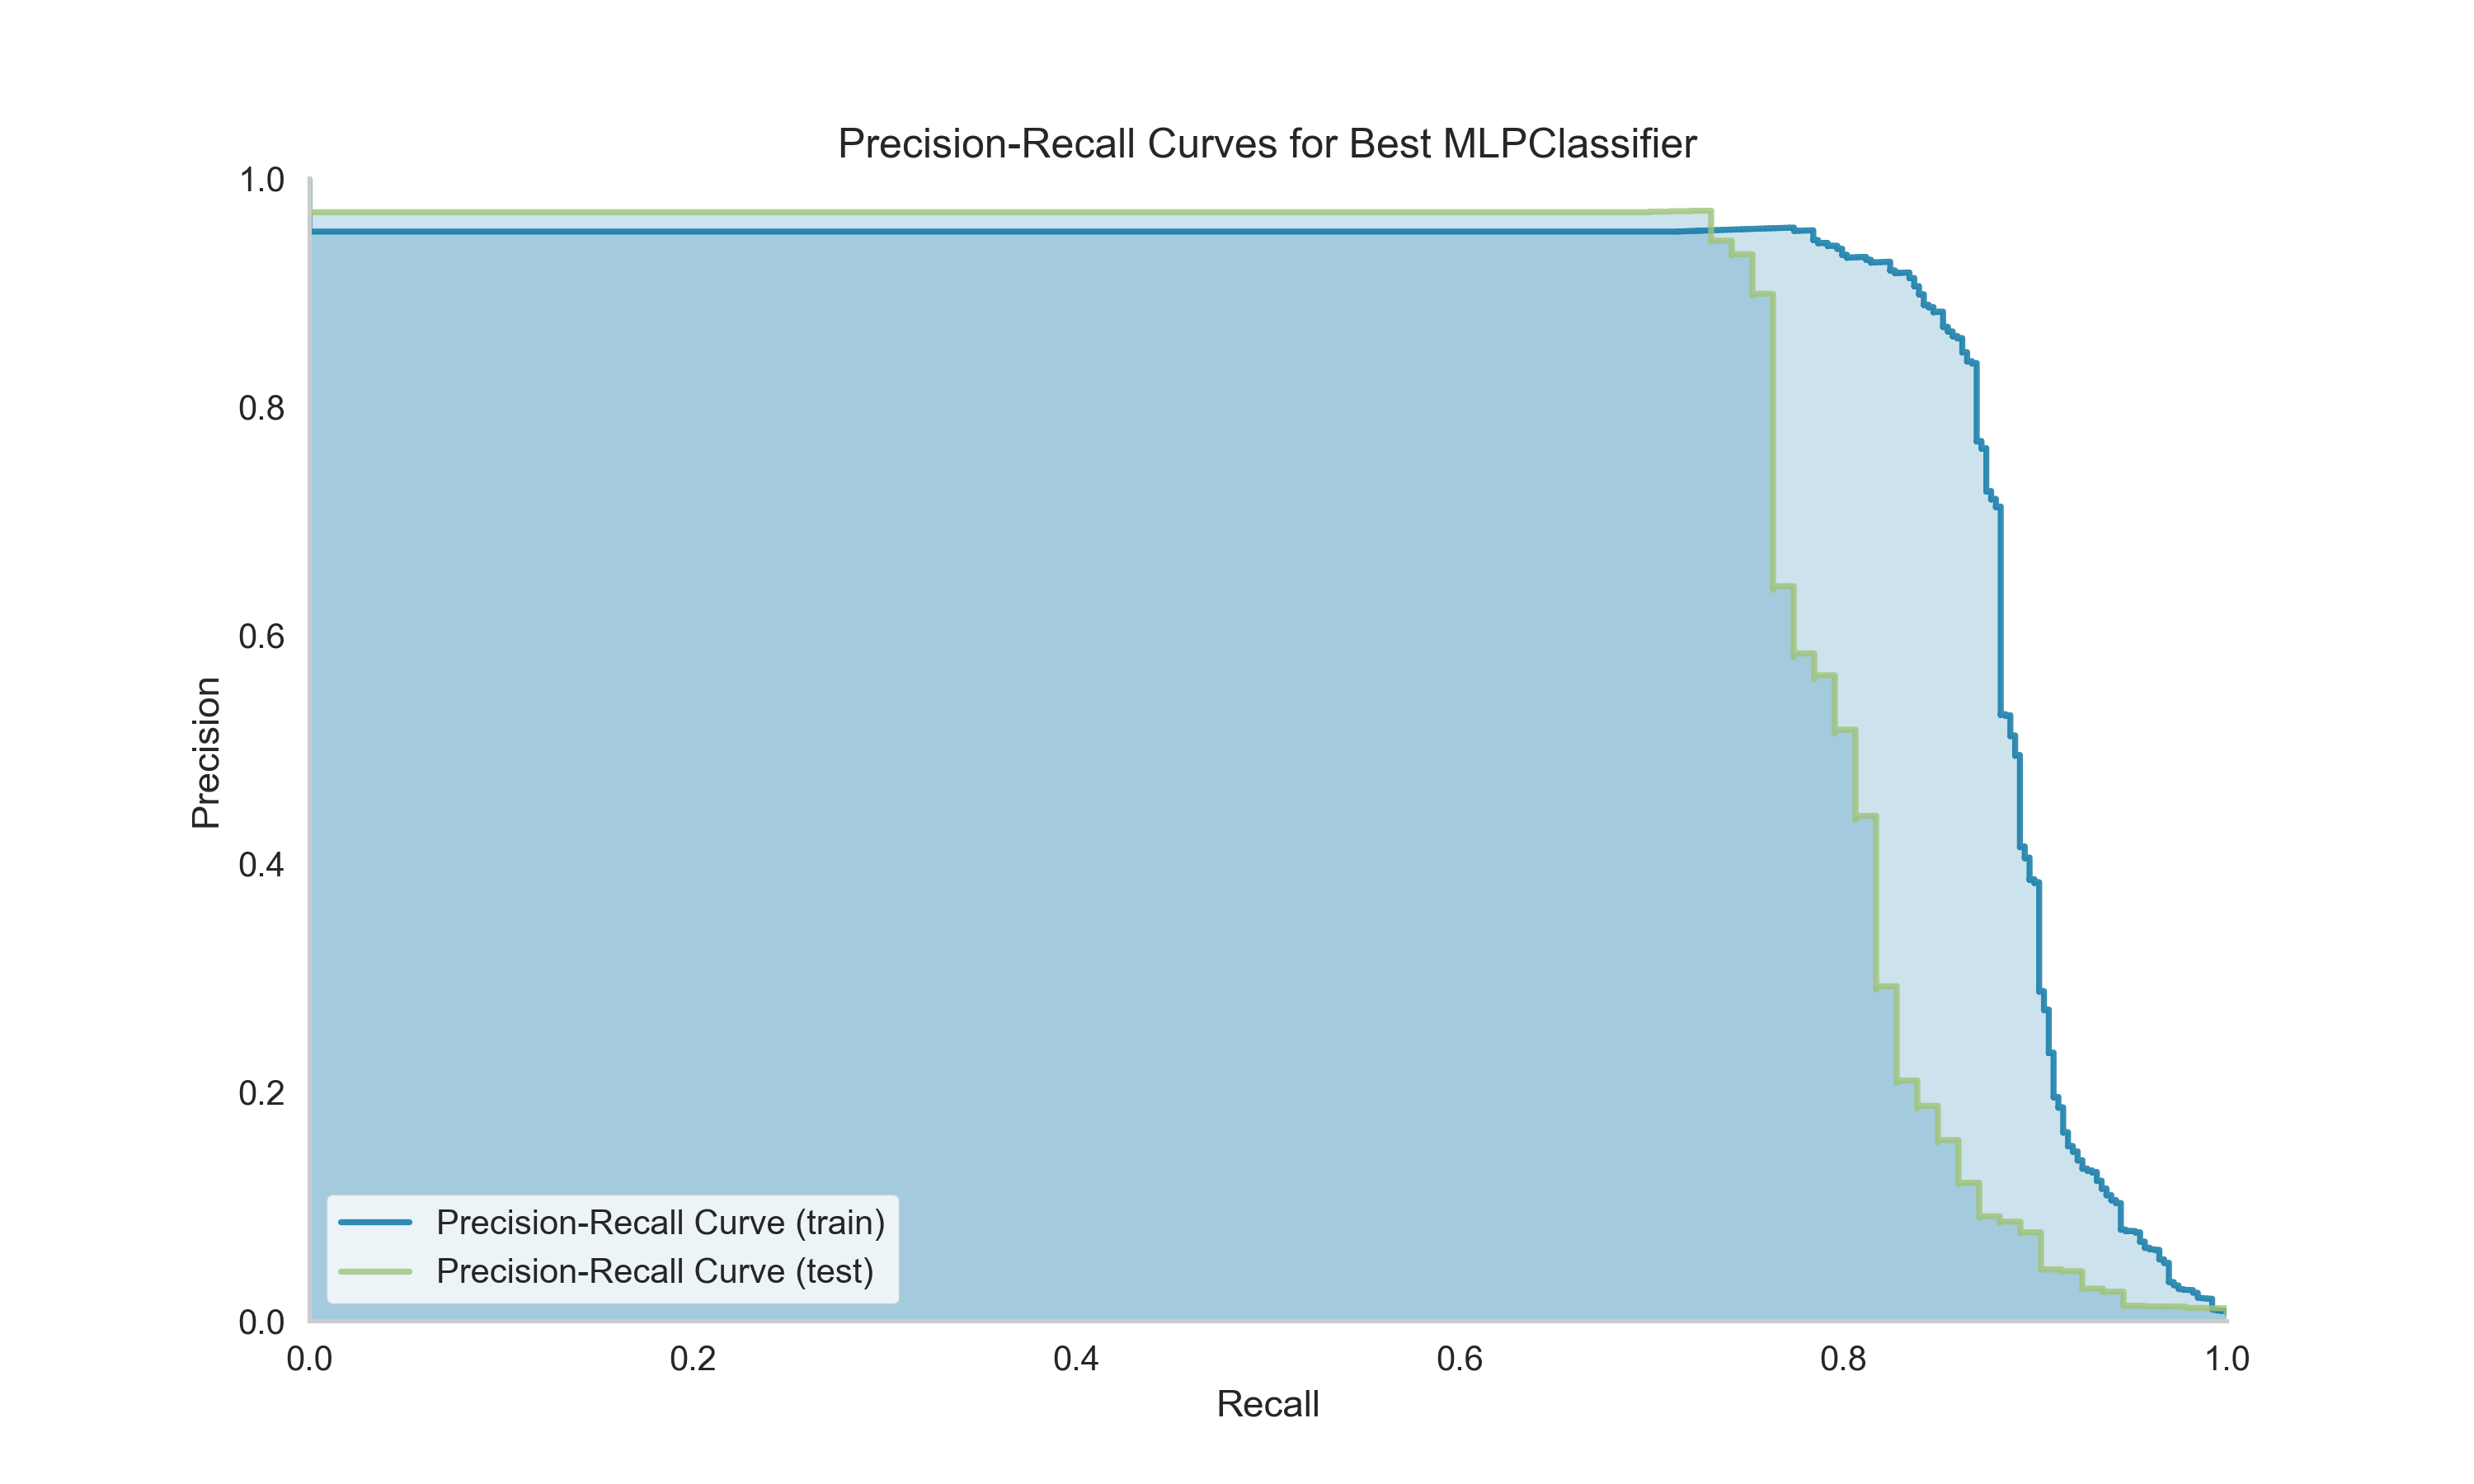 Precision-Recall Curves for Best MLPClassifier
1.0
0.8
0.6
0.4
0.2
0.0
Precision
Precision-Recall Curve (train)
Precision-Recall Curve (test)
0.0 0.2 0.4 0.6 0.8 1.0
Recall